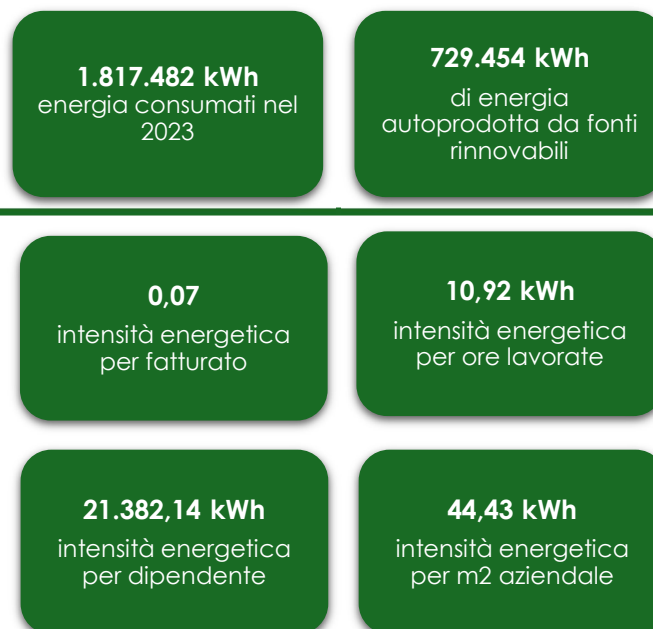 1.817.482 kWh
energia consumati nel
2023
729.454 kWh
di energia
autoprodotta da fonti
rinnovabili
0,07
intensità energetica
per fatturato
10,92 kWh
intensità energetica
per ore lavorate
21.382,14 kWh
intensità energetica
per dipendente
44,43 kWh
intensità energetica
per m2 aziendale